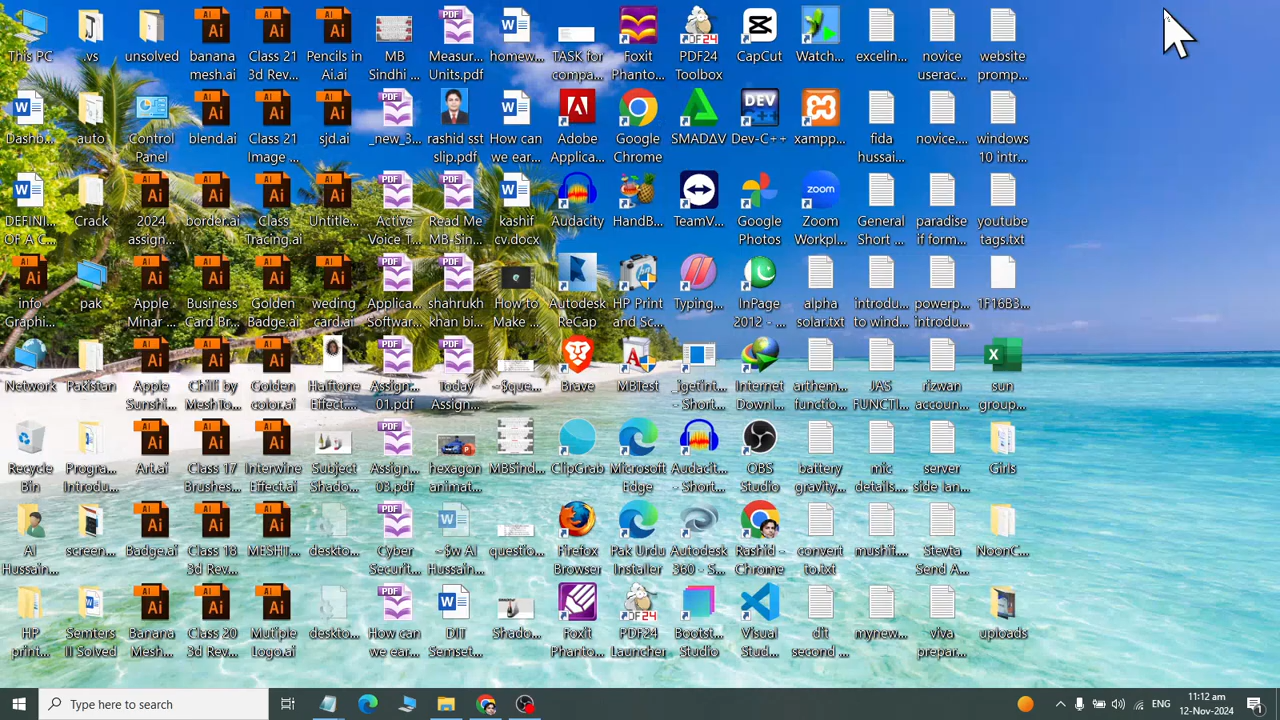 This PC
.vs
unsolved
banana
mesh.ai
Class 21
3d Rev...
Pencils in
Ai.ai
MB
Sindhi ...
Measur...
Units.pdf
homew...
TASK for
compa...
Foxit
Phanto...
PDF24
Toolbox
CapCut
Watch...
excelin...
novice
userac...
website
promp...
Dashb...
auto
Control
Panel
blend.ai
Class 21
Image ...
sjd.ai
_new_3...
rashid sst
slip.pdf
How can
we ear...
Adobe
Applica...
Google
Chrome
SMADΔV
Dev-C++
xampp...
fida
hussai...
novice....
windows
10 intr...
DEFINI...
OF A C...
Crack
2024
assign...
border.ai
Class
Tracing.ai
Untitle...
Active
Voice T...
Read Me
MB-Sin...
kashif
cv.docx
Audacity
HandB...
TeamV...
Google
Photos
Zoom
Workpl...
General
Short ...
paradise
if form...
youtube
tags.txt
info
Graphi...
pak
Apple
Minar ...
Business
Card Br...
Golden
Badge.ai
weding
card.ai
Applica...
Softwar...
shahrukh
khan bi...
How to
Make ...
Autodesk
ReCap
HP Print
and Sc...
Typing...
InPage
2012 - ...
alpha
solar.txt
introdu...
to wind...
powerp...
introdu...
1F16B3...
Network
Pakistan
Apple
Sunshi...
Chilli by
MeshTo...
Golden
color.ai
Halftone
Effect....
Assign...
01.pdf
today
Assign...
~$que...
Brave
MBTest
_igetint...
- Short...
Internet
Downl...
arthem...
functio...
JAS
FUNCTI...
rizwan
accoun...
sun
group...
Recycle
Bin
Progra...
Introdu...
Art.ai
Class 17
Brushes...
Interwine
Effect.ai
Subject
Shado...
Assign...
03.pdf
hexagon
animat...
MBSind...
ClipGrab
Microsoft
Edge
Audacit...
- Short...
OBS
Studio
battery
gravity...
mic
details....
server
side lan...
Girls
Al
Hussain...
screen...
Badge.ai
Class 18
3d Rev...
MESHT...
deskto...
Cyber
Securit...
~$w Al
Hussain...
questio...
Firefox
Browser
Pak Urdu
Installer
Autodesk
360 - S...
Rashid -
Chrome
convert
to.txt
mushtf...
Stevta
Send A...
NoonC...
HP
print...
Semters
II Solved
Banana
Mesh...
Class 20
3d Rev...
Mutiple
Logo.ai
deskto...
How can
we ear...
DIT
Semset...
Shado...
Foxit
Phanto...
PDF24
Launcher
Bootst...
Studio
Visual
Stud...
dit
second ...
mynew...
viva
prepar...
uploads
Type here to search
ENG
11:12 am
12-Nov-2024